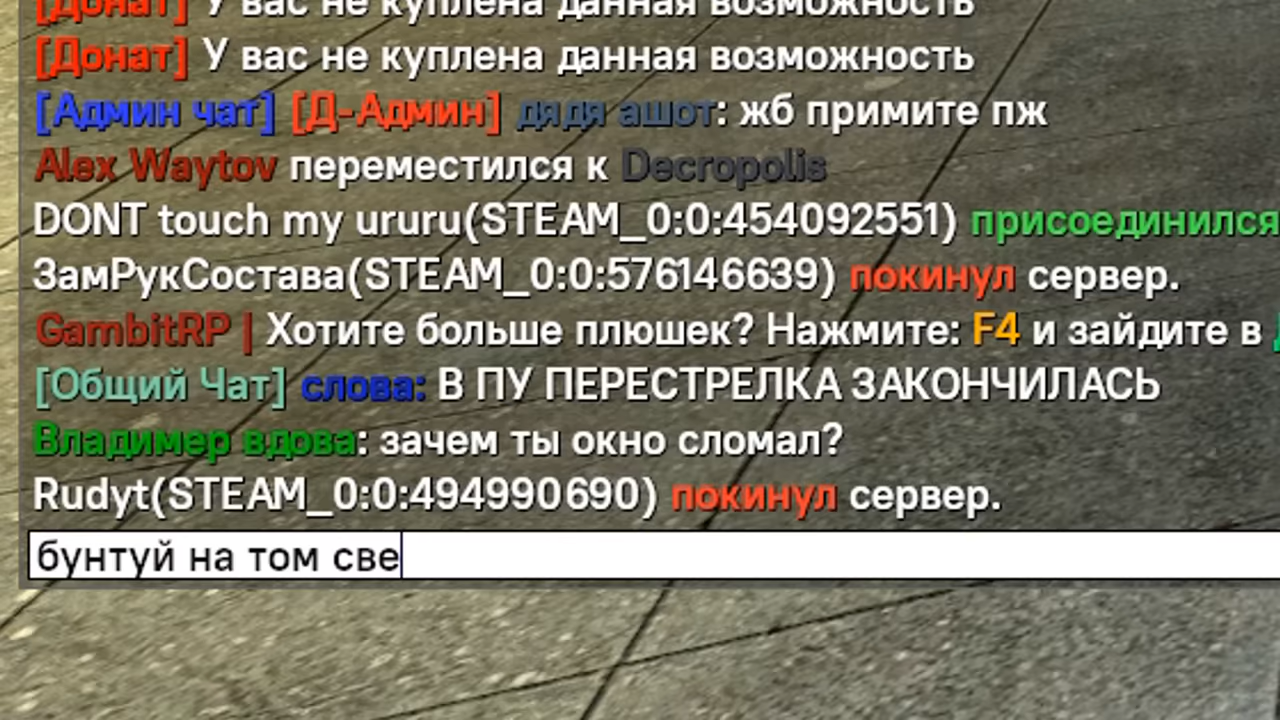 [Донат] У вас не куплена данная возможность
[Донат] У вас не куплена данная возможность
[Админ чат] [Д-Админ] дядя ашот: жб примите пж
Alex Waytov переместился к Decropolis
DONT touch my ururu(STEAM_0:0:454092551) присоединился
ЗамРукСостава(STEAM_0:0:576146639) покинул сервер.
GambitRP | Хотите больше плюшек? Нажмите: F4 и зайдите в
[Общий Чат] слова: В ПУ ПЕРЕСТРЕЛКА ЗАКОНЧИЛАСЬ
Владимер вдова: зачем ты окно сломал?
Rudyt(STEAM_0:0:494990690) покинул сервер.
бунтуй на том све